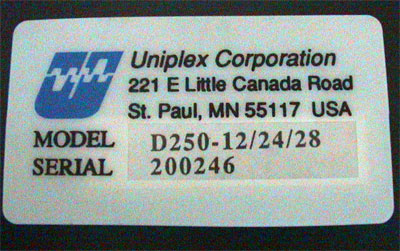 Uniplex Corporation
221 E Little Canada Road
St. Paul, MN 55117 USA
MODEL D250-12/24/28
SERIAL 200246